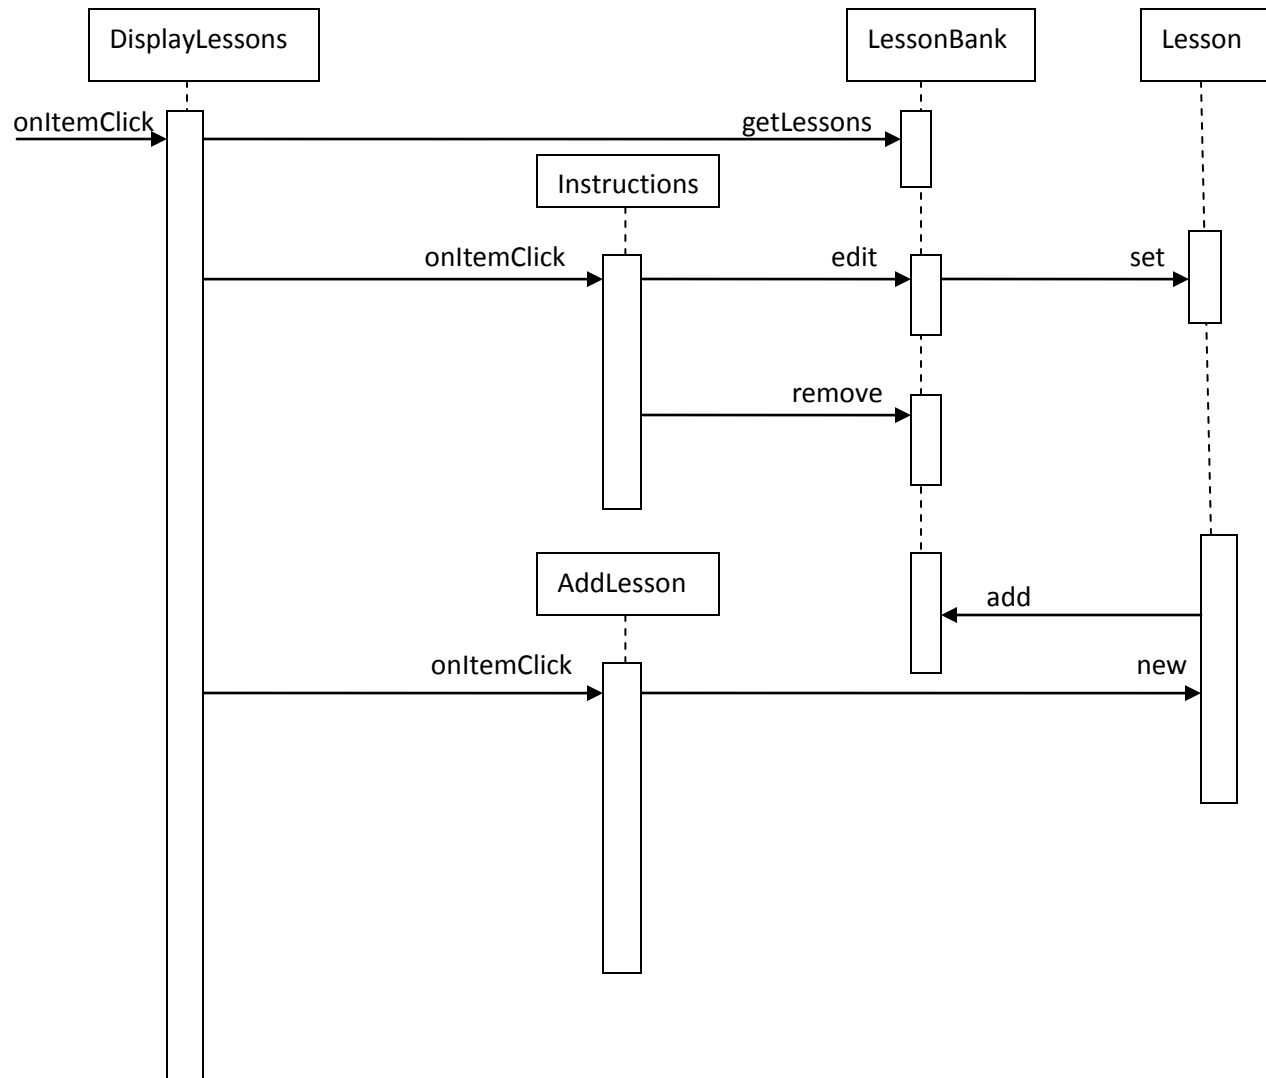 DisplayLessons
LessonBank
Lesson
onItemClick
getLessons
Instructions
onItemClick
edit
set
remove
AddLesson
add
onItemClick
new